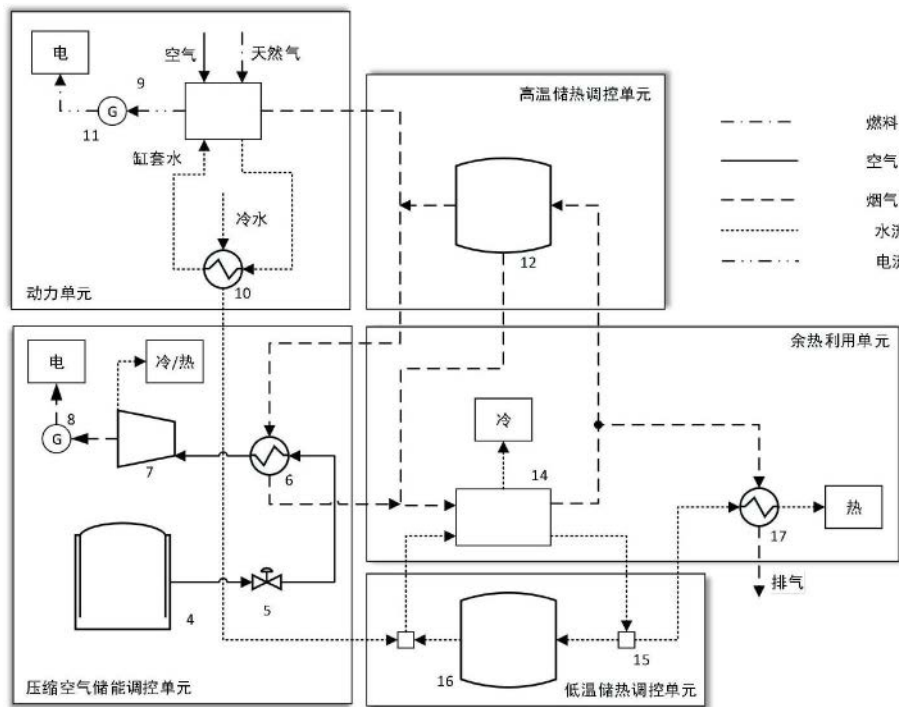 电
空气
天然气
9
G
11
缸套水
冷水
10
动力单元
高温储热调控单元
12
燃料
空气
烟气
水
电
电
冷/热
8
G
7
6
4
5
压缩空气储能调控单元
余热利用单元
冷
14
热
17
排气
15
16
低温储热调控单元